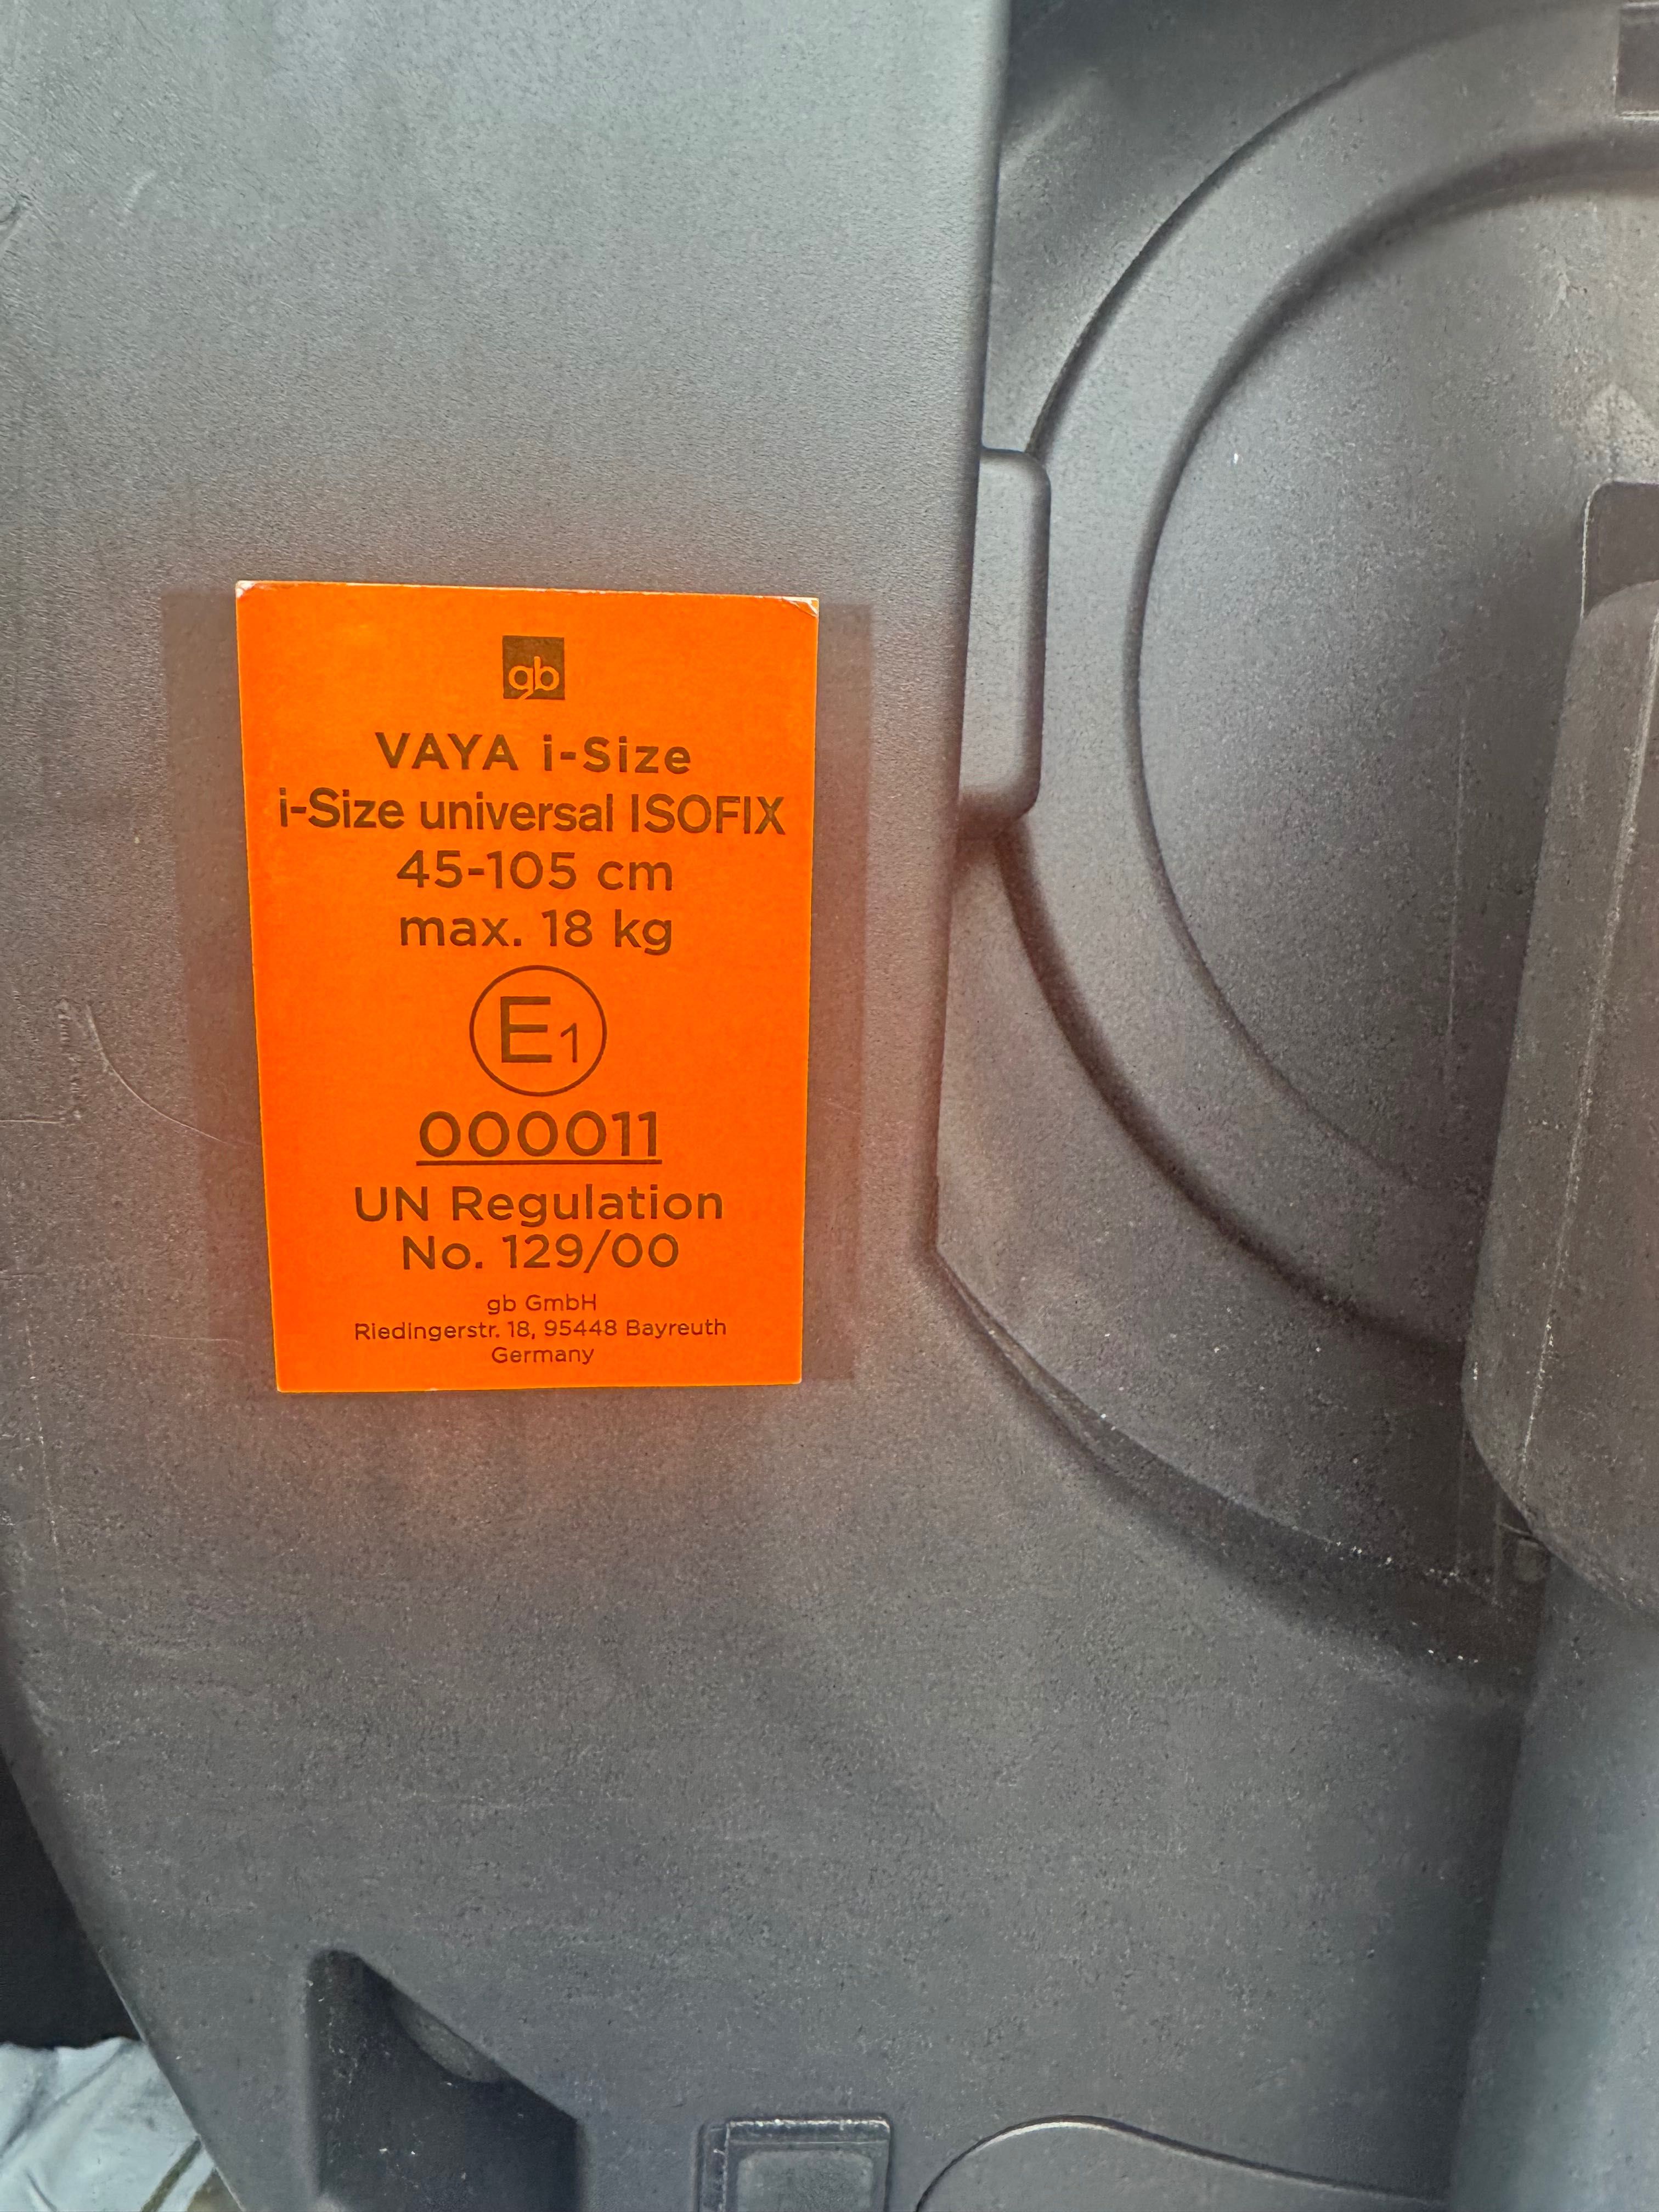 gb
VAYA i-Size
i-Size universal ISOFIX
45-105 cm
max. 18 kg
E1
000011
UN Regulation
No. 129/00
gb GmbH
Riedingerstr. 18, 95448 Bayreuth
Germany